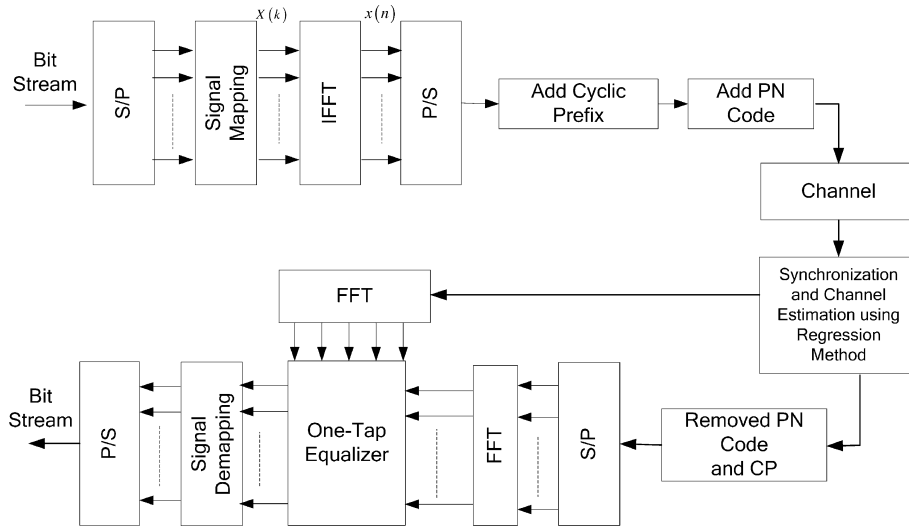 X(k)
x(n)
Bit
Stream
S/P
Signal
Mapping
IFFT
P/S
Add Cyclic
Prefix
Add PN
Code
Channel
Synchronization
and Channel
Estimation using
Regression
Method
FFT
Bit
Stream
P/S
Signal
Demapping
One-Tap
Equalizer
FFT
S/P
Removed PN
Code
and CP